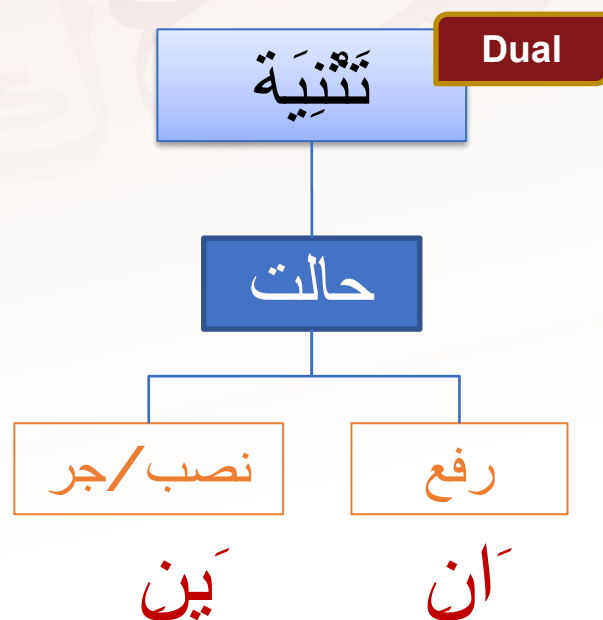 Dual
تَثْنِيَة
حالت
رفع
نصب/جر
َانِ
َينِ